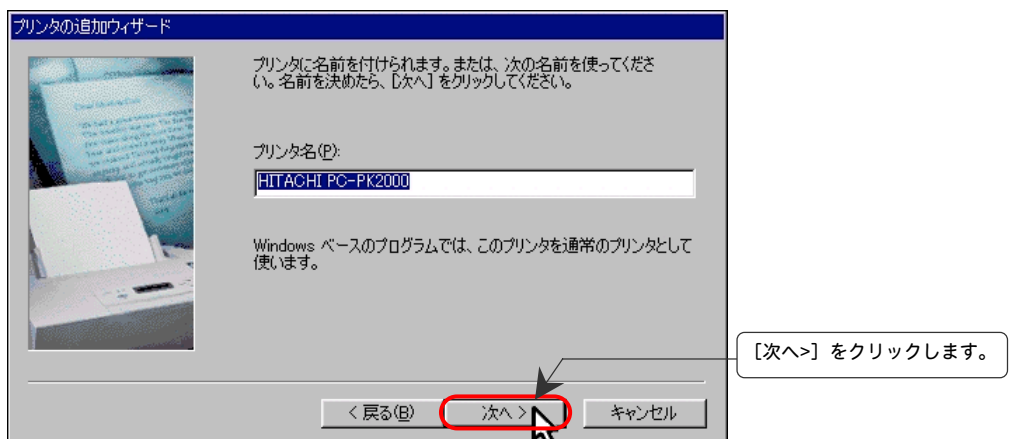 プリンタの追加ウィザード
プリンタに名前を付けられます。または、次の名前を使ってくださ
い。名前を決めたら、[次へ] をクリックしてください。
プリンタ名(P):
HITACHI PC-PK2000
Windows ベースのプログラムでは、このプリンタを通常のプリンタとして
使います。
[次へ>] をクリックします。
< 戻る(B)
次へ >
キャンセル